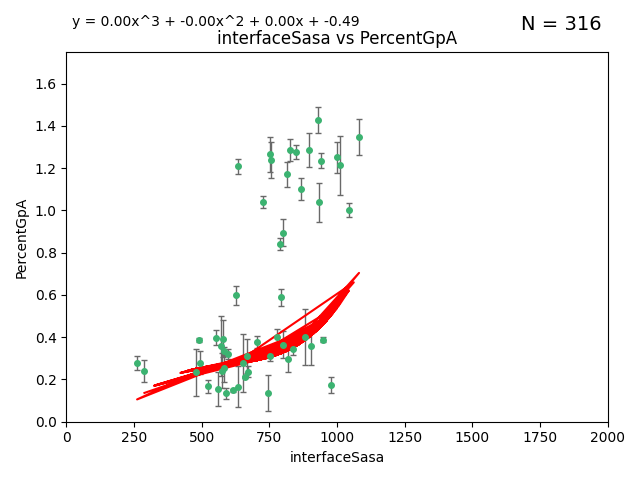 y = 0.00x^3 + -0.00x^2 + 0.00x + -0.49
N = 316
interfaceSasa vs PercentGpA
1.6
1.4
1.2
1.0
0.8
0.6
0.4
0.2
0.0
PercentGpA
0 250 500 750 1000 1250 1500 1750 2000
interfaceSasa